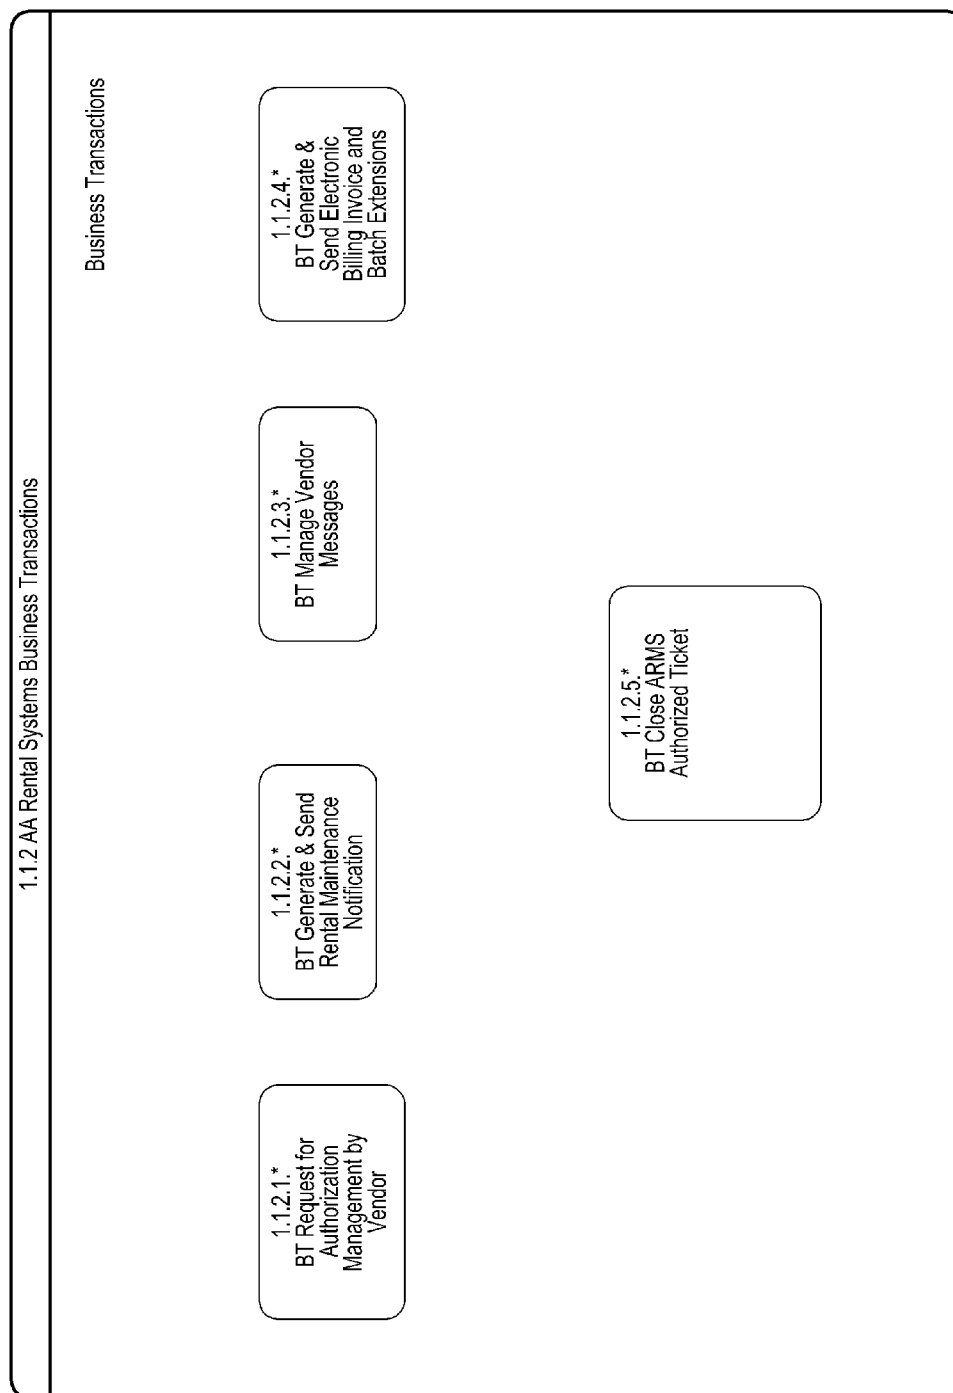 1.1.2 AA Rental Systems Business Transactions
Business Transactions
1.1.2.1.*
BT Request for
Authorization
Management by
Vendor
1.1.2.2.*
BT Generate & Send
Rental Maintenance
Notification
1.1.2.3.*
BT Manage Vendor
Messages
1.1.2.4.*
BT Generate &
Send Electronic
Billing Invoice and
Batch Extensions
1.1.2.5.*
BT Close ARMS
Authorized Ticket